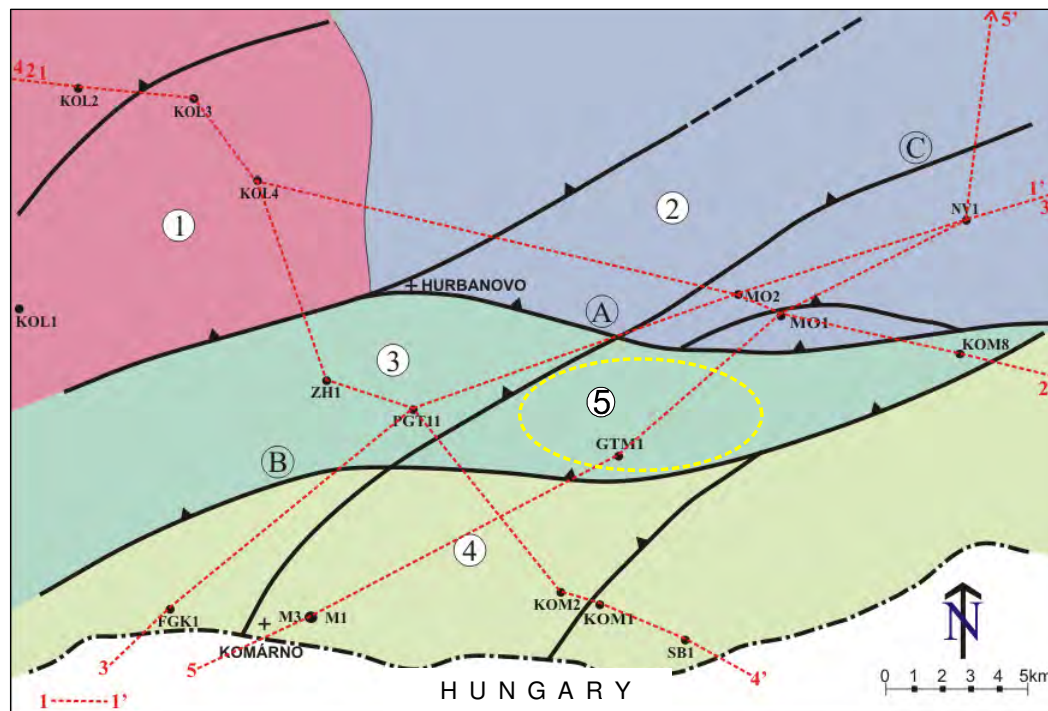 5'
4 2 1
KOL2
KOL3
C
KOL4
1'
3'
1
2
NV1
HURBANOVO
MO2
KOL1
A
MO1
KOM8
3
ZH1
2'
5
PGT11
B
GTM1
4
FGK1
M3 M1
KOM2
KOM1
N
KOMÁRNO
SB1
3
5
4'
0 1 2 3 4 5km
1 1'
HUNGARY